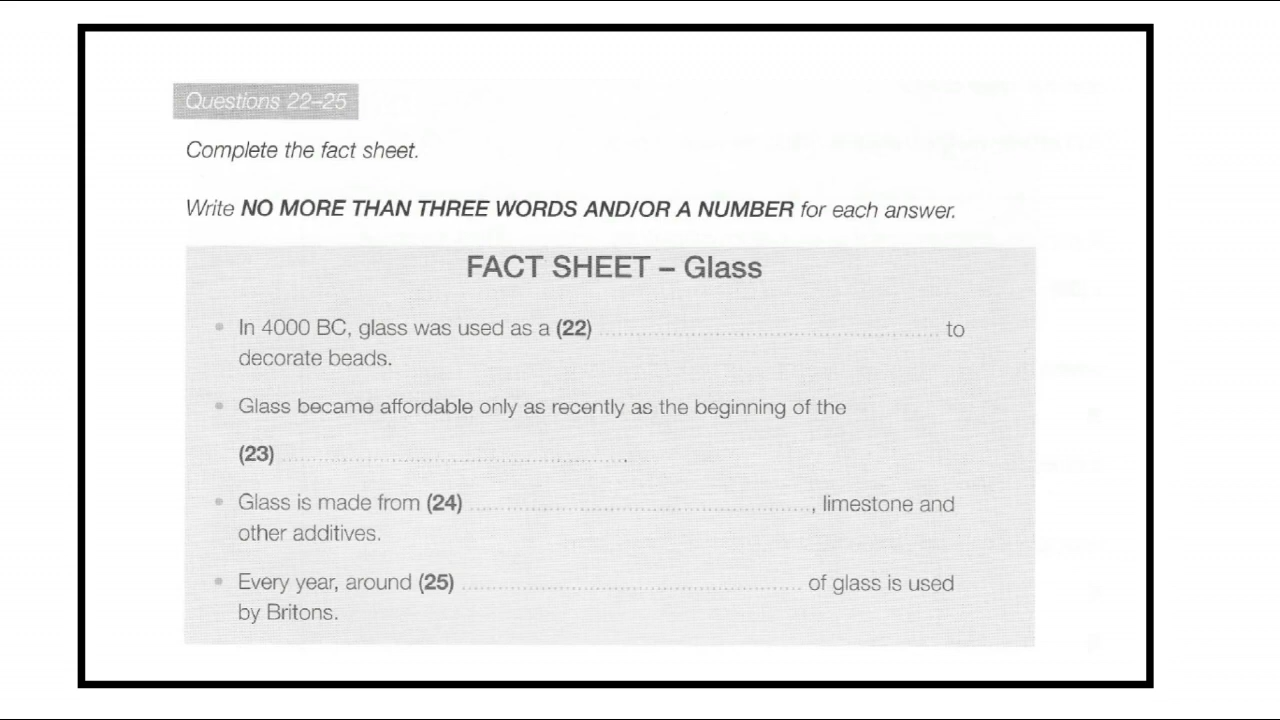 Questions 22–25
Complete the fact sheet.
Write NO MORE THAN THREE WORDS AND/OR A NUMBER for each answer.
FACT SHEET – Glass
• In 4000 BC, glass was used as a (22) ........................................ to
decorate beads.
• Glass became affordable only as recently as the beginning of the
(23) ........................................ .
• Glass is made from (24) ........................................ , limestone and
other additives.
• Every year, around (25) ........................................ of glass is used
by Britons.